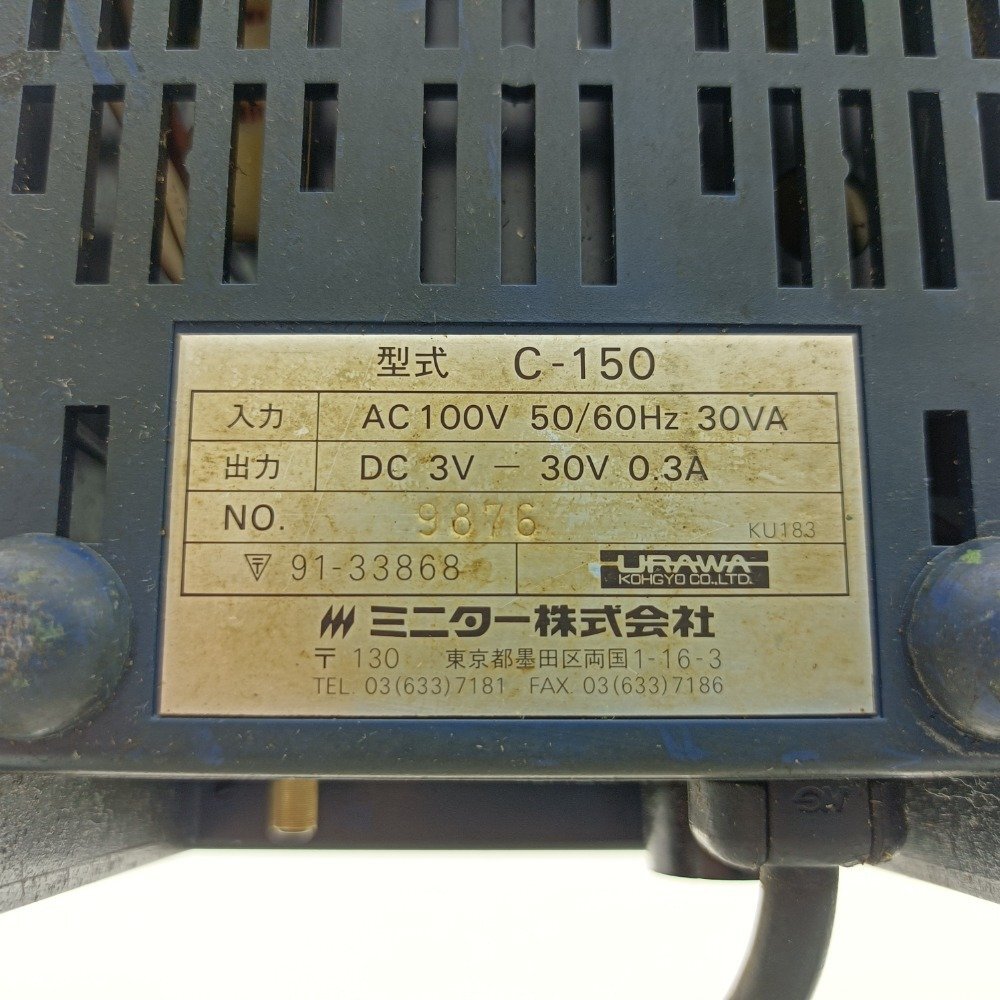 型式 C-150
入力 AC 100V 50/60Hz 30VA
出力 DC 3V — 30V 0.3A
NO. 9876 KU183
91-33868 URAWA
KOHGYO CO.,LTD.
ミニター株式会社
〒 130 東京都墨田区両国1-16-3
TEL. 03(633)7181 FAX. 03(633)7186